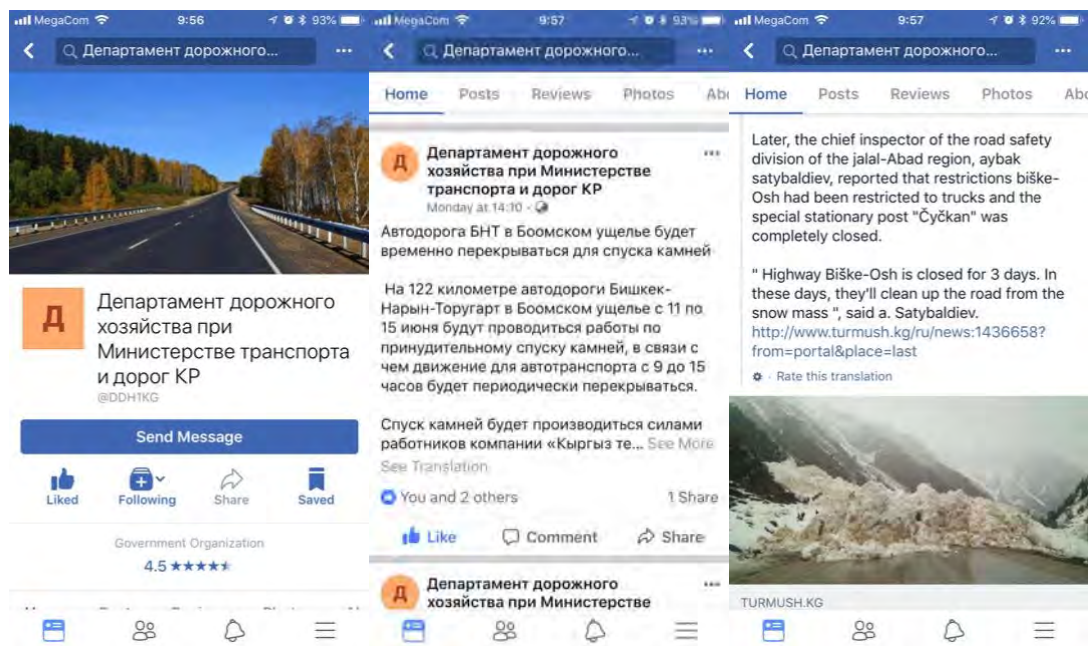 MegaCom 9:56 93%
Департамент дорожного...
Д
Департамент дорожного
хозяйства при
Министерстве транспорта
и дорог КР
@DDH1KG
Send Message
Liked Following Share Saved
Government Organization
4.5 ★★★★★
MegaCom 9:57 93%
Департамент дорожного...
Home Posts Reviews Photos Abo
Д
Департамент дорожного
хозяйства при Министерстве
транспорта и дорог КР
Monday at 14:10
Автодорога БНТ в Боомском ущелье будет
временно перекрываться для спуска камней
На 122 километре автодороги Бишкек-
Нарын-Торугарт в Боомском ущелье с 11 по
15 июня будут проводиться работы по
принудительному спуску камней, в связи с
чем движение для автотранспорта с 9 до 15
часов будет периодически перекрываться.
Спуск камней будет производиться силами
работников компании «Кыргыз те... See More
See Translation
You and 2 others 1 Share
Like Comment Share
Д
Департамент дорожного
хозяйства при Министерстве
MegaCom 9:57 92%
Департамент дорожного...
Home Posts Reviews Photos Abo
Later, the chief inspector of the road safety
division of the jalal-Abad region, aybak
satybaldiev, reported that restrictions biške-
Osh had been restricted to trucks and the
special stationary post "Čyčkan" was
completely closed.
" Highway Biške-Osh is closed for 3 days. In
these days, they'll clean up the road from the
snow mass ", said a. Satybaldiev.
http://www.turmush.kg/ru/news:1436658?
from=portal&place=last
Rate this translation
TURMUSH.KG